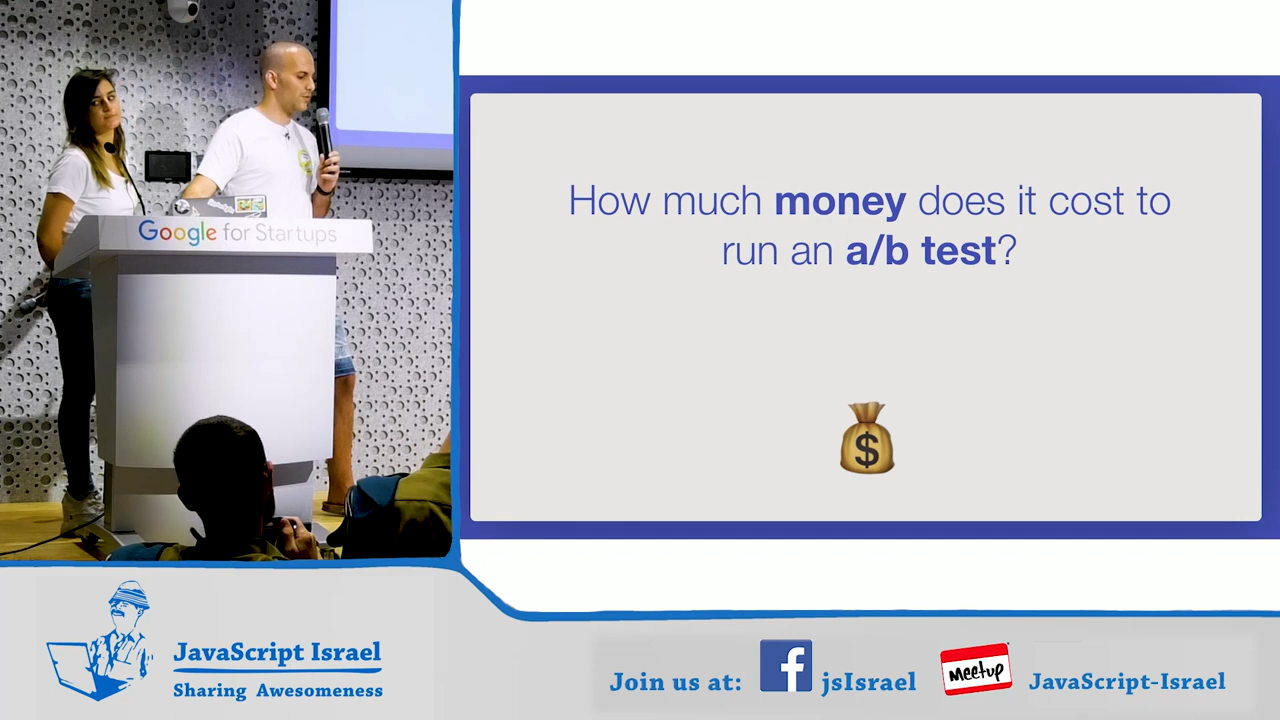 Google for Startups
How much money does it cost to
run an a/b test?
$
JavaScript Israel
Sharing Awesomeness
Join us at:
f
jsIsrael
Meetup
JavaScript-Israel